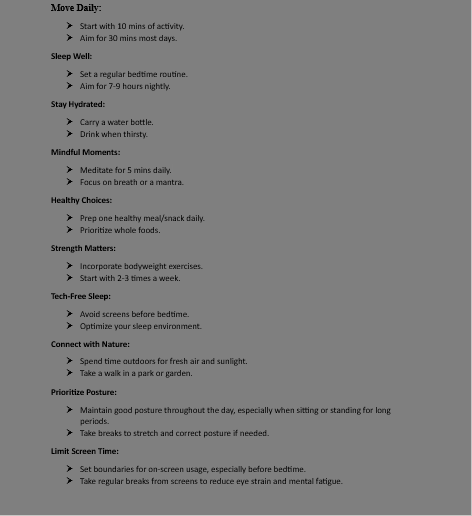 Move Daily:
➤ Start with 10 mins of activity.
➤ Aim for 30 mins most days.
Sleep Well:
➤ Set a regular bedtime routine.
➤ Aim for 7-9 hours nightly.
Stay Hydrated:
➤ Carry a water bottle.
➤ Drink when thirsty.
Mindful Moments:
➤ Meditate for 5 mins daily.
➤ Focus on breath or a mantra.
Healthy Choices:
➤ Prep one healthy meal/snack daily.
➤ Prioritize whole foods.
Strength Matters:
➤ Incorporate bodyweight exercises.
➤ Start with 2-3 times a week.
Tech-Free Sleep:
➤ Avoid screens before bedtime.
➤ Optimize your sleep environment.
Connect with Nature:
➤ Spend time outdoors for fresh air and sunlight.
➤ Take a walk in a park or garden.
Prioritize Posture:
➤ Maintain good posture throughout the day, especially when sitting or standing for long
periods.
➤ Take breaks to stretch and correct posture if needed.
Limit Screen Time:
➤ Set boundaries for on-screen usage, especially before bedtime.
➤ Take regular breaks from screens to reduce eye strain and mental fatigue.